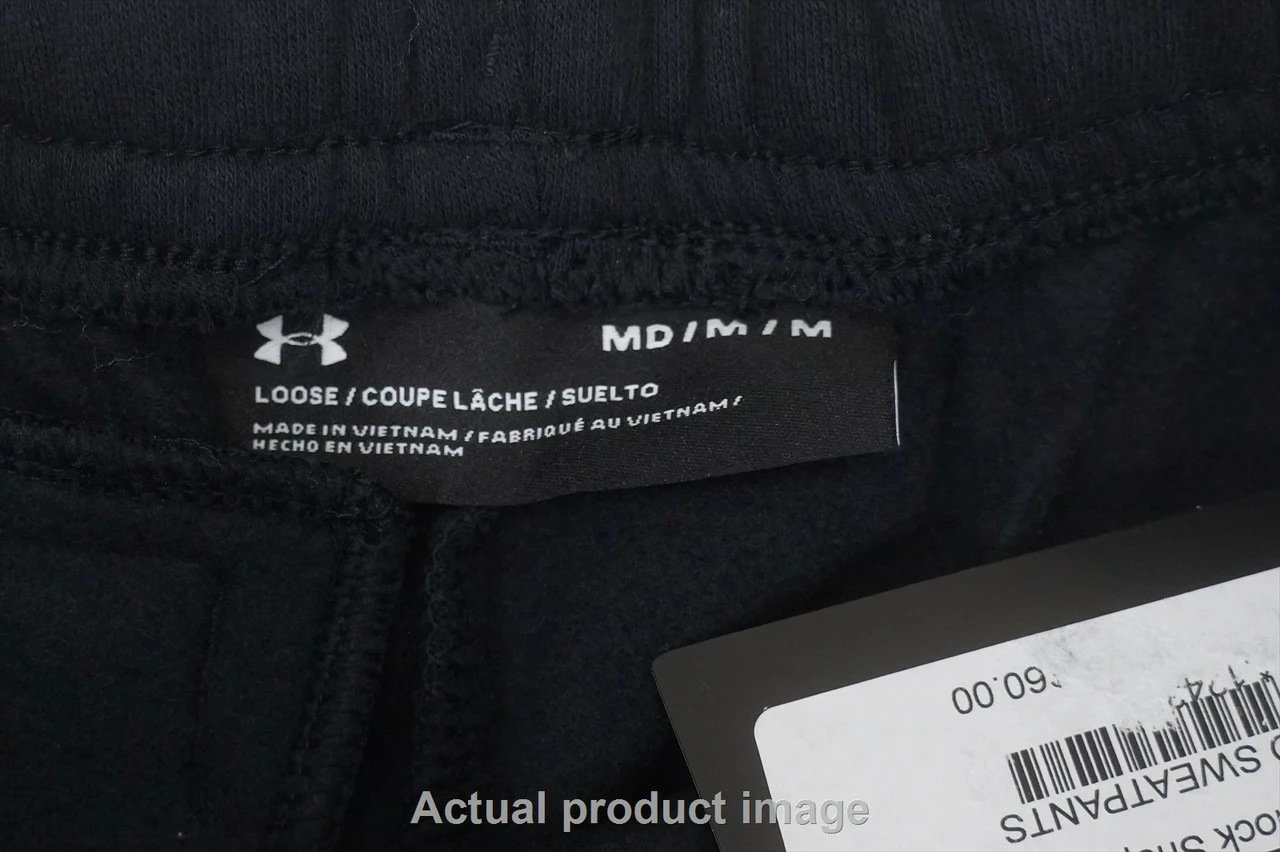 MD / M / M
LOOSE / COUPE LÂCHE / SUELTO
MADE IN VIETNAM / FABRIQUÉ AU VIETNAM /
HECHO EN VIETNAM
60.00
SWEATPANTS
Actual product image